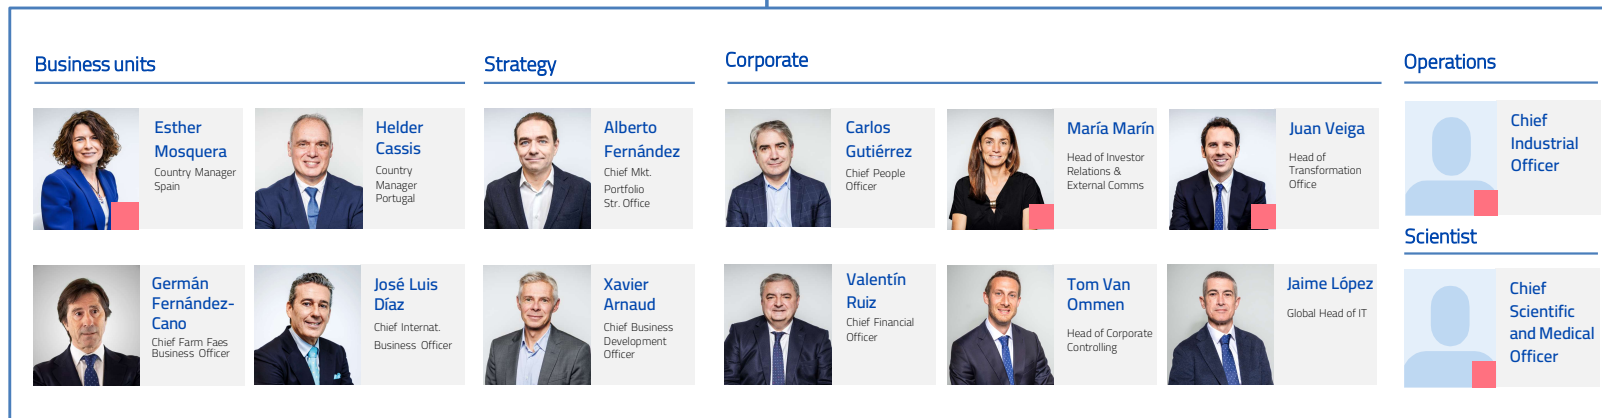 Business units
Esther
Mosquera
Country Manager
Spain
Helder
Cassis
Country
Manager
Portugal
Germán
Fernández-
Cano
Chief Farm Faes
Business Officer
José Luis
Díaz
Chief Internat.
Business Officer
Strategy
Alberto
Fernández
Chief Mkt.
Portfolio
Str. Office
Xavier
Arnaud
Chief Business
Development
Officer
Corporate
Carlos
Gutiérrez
Chief People
Officer
María Marín
Head of Investor
Relations &
External Comms
Juan Veiga
Head of
Transformation
Office
Valentín
Ruiz
Chief Financial
Officer
Tom Van
Ommen
Head of Corporate
Controlling
Jaime López
Global Head of IT
Operations
Chief
Industrial
Officer
Scientist
Chief
Scientific
and Medical
Officer